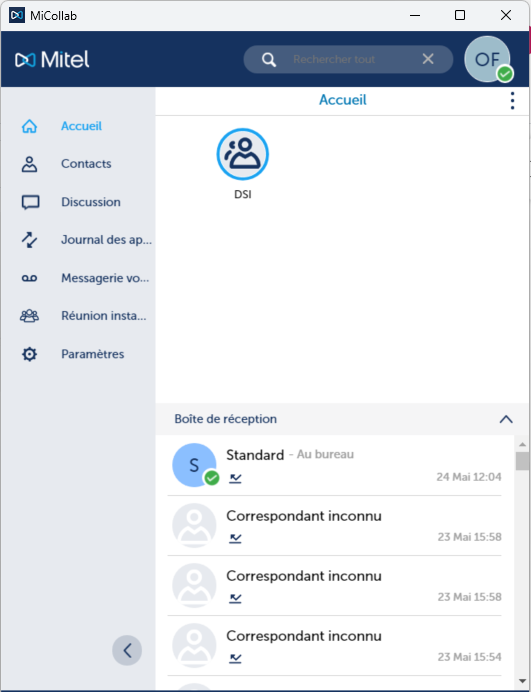 MiCollab
Mitel
Rechercher tout
OF
Accueil
Accueil
Contacts
Discussion
Journal des ap...
Messagerie vo...
Réunion insta...
Paramètres
DSI
Boîte de réception
S
Standard - Au bureau
24 Mai 12:04
Correspondant inconnu
23 Mai 15:58
Correspondant inconnu
23 Mai 15:58
Correspondant inconnu
23 Mai 15:54